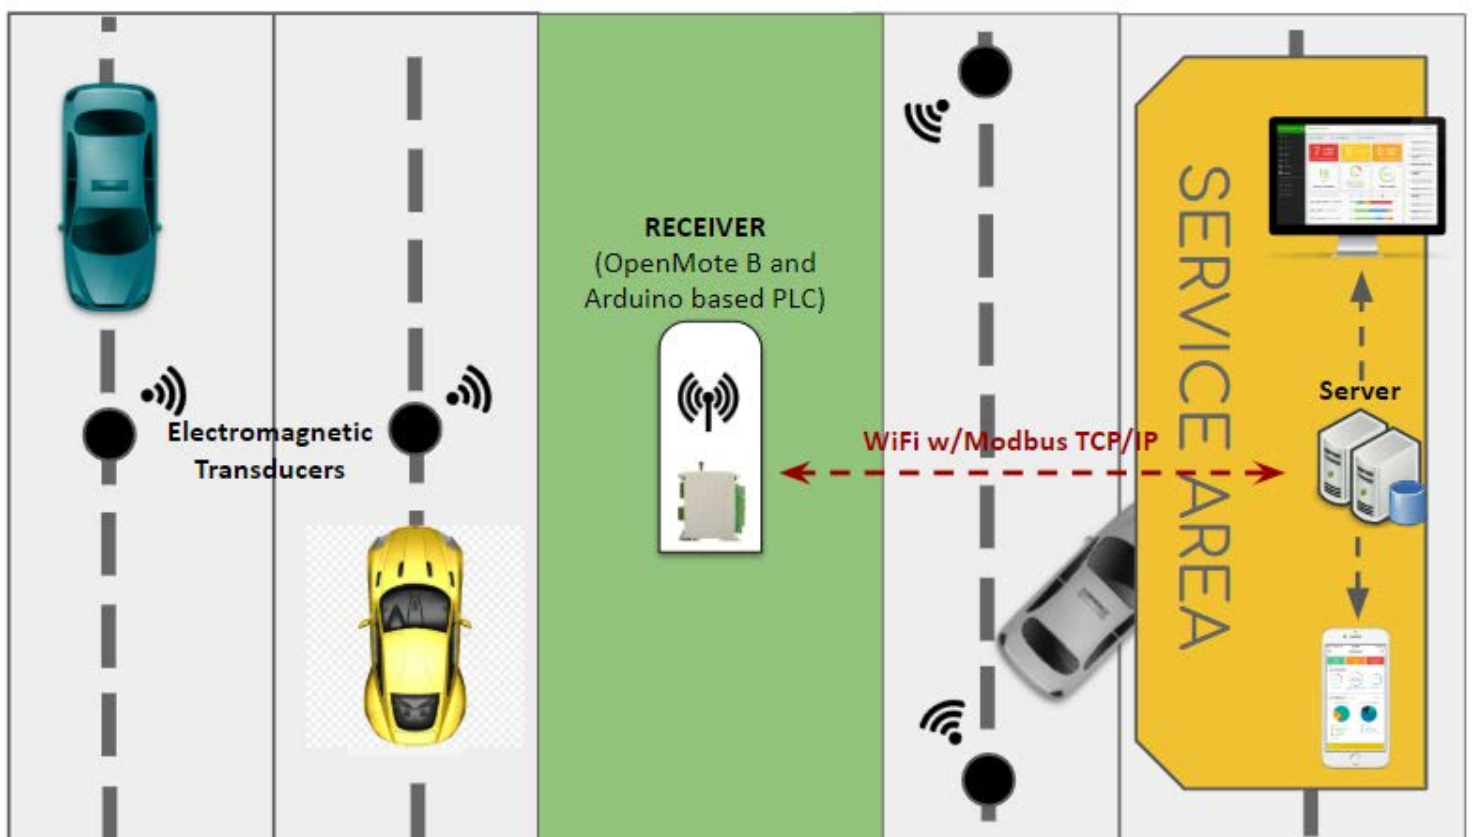 RECEIVER
(OpenMote B and
Arduino based PLC)
Electromagnetic
Transducers
WiFi w/Modbus TCP/IP
Server
SERVICE AREA